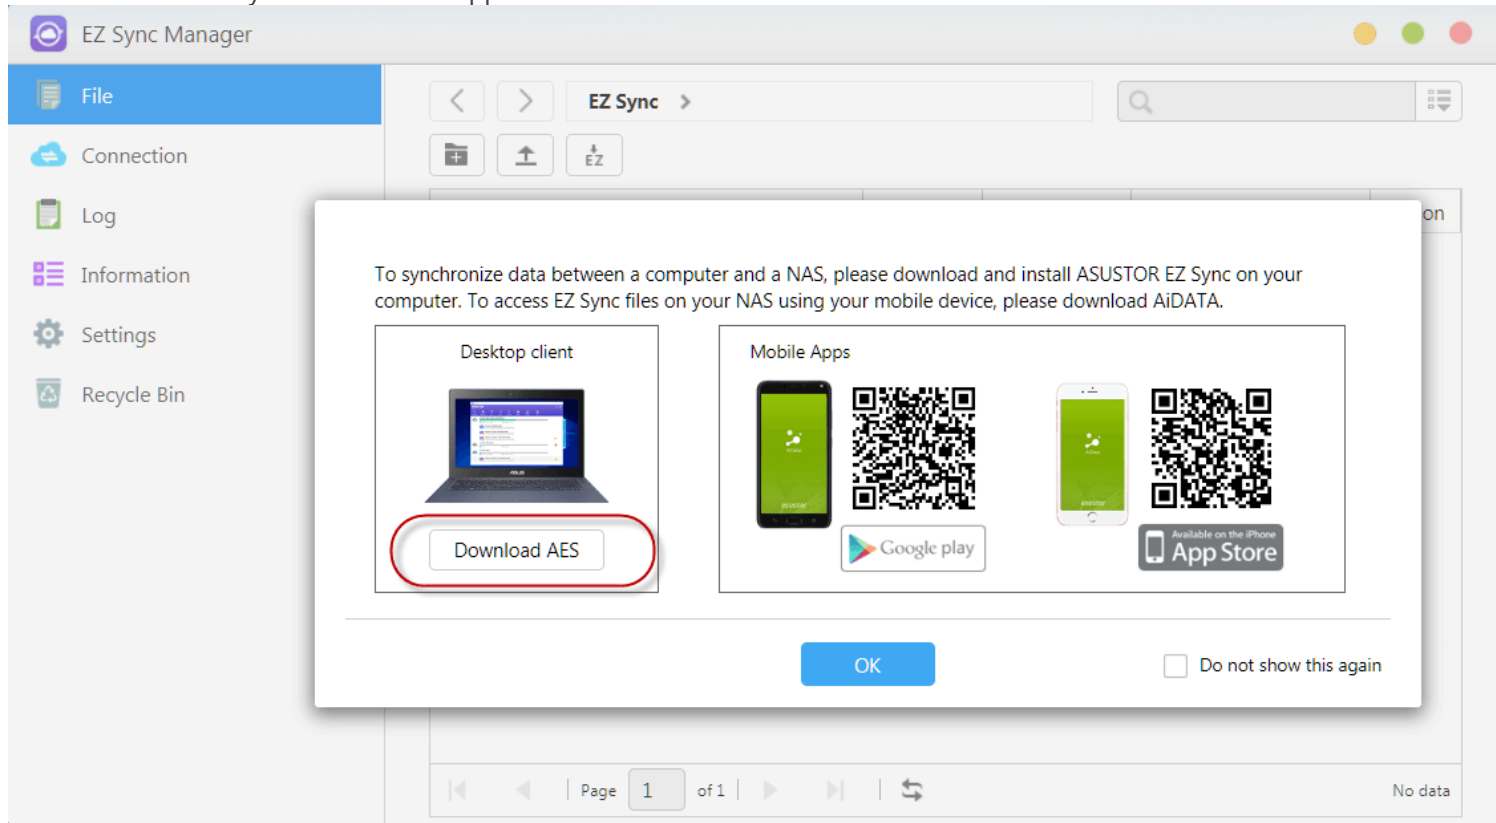 EZ Sync Manager
File
Connection
Log
Information
Settings
Recycle Bin
EZ Sync >
EZ
on
To synchronize data between a computer and a NAS, please download and install ASUSTOR EZ Sync on your
computer. To access EZ Sync files on your NAS using your mobile device, please download AiDATA.
Desktop client
Mobile Apps
Download AES
Google play
Available on the iPhone
App Store
OK
Do not show this again
Page 1 of 1
No data